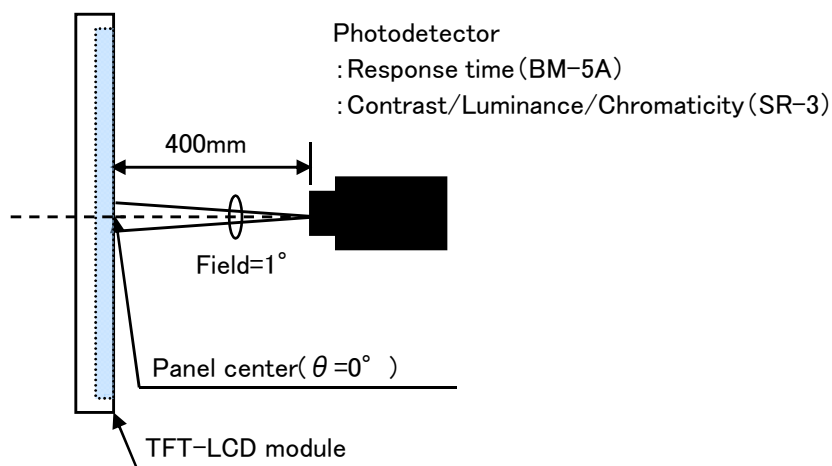 Photodetector
:Response time(BM-5A)
:Contrast/Luminance/Chromaticity(SR-3)
400mm
Field=1°
Panel center(θ=0° )
TFT-LCD module